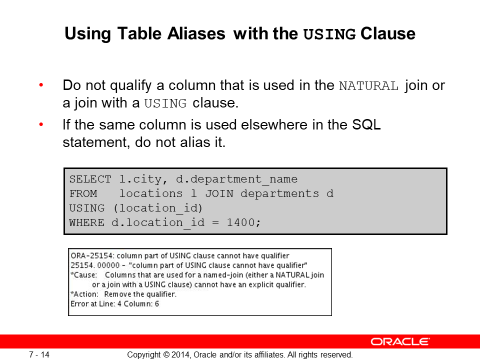 Using Table Aliases with the USING Clause
• Do not qualify a column that is used in the NATURAL join or
a join with a USING clause.
• If the same column is used elsewhere in the SQL
statement, do not alias it.
SELECT l.city, d.department_name
FROM   locations l JOIN departments d
USING (location_id)
WHERE d.location_id = 1400;
ORA-25154: column part of USING clause cannot have qualifier
25154. 00000 - "column part of USING clause cannot have qualifier"
*Cause:   Columns that are used for a named-join (either a NATURAL join
or a join with a USING clause) cannot have an explicit qualifier.
*Action:  Remove the qualifier.
Error at Line: 4 Column: 6
ORACLE
7 - 14
Copyright © 2014, Oracle and/or its affiliates. All rights reserved.